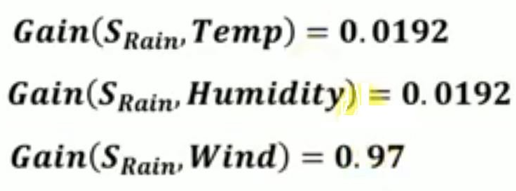 Gain(S_Rain, Temp) = 0.0192
Gain(S_Rain, Humidity) = 0.0192
Gain(S_Rain, Wind) = 0.97